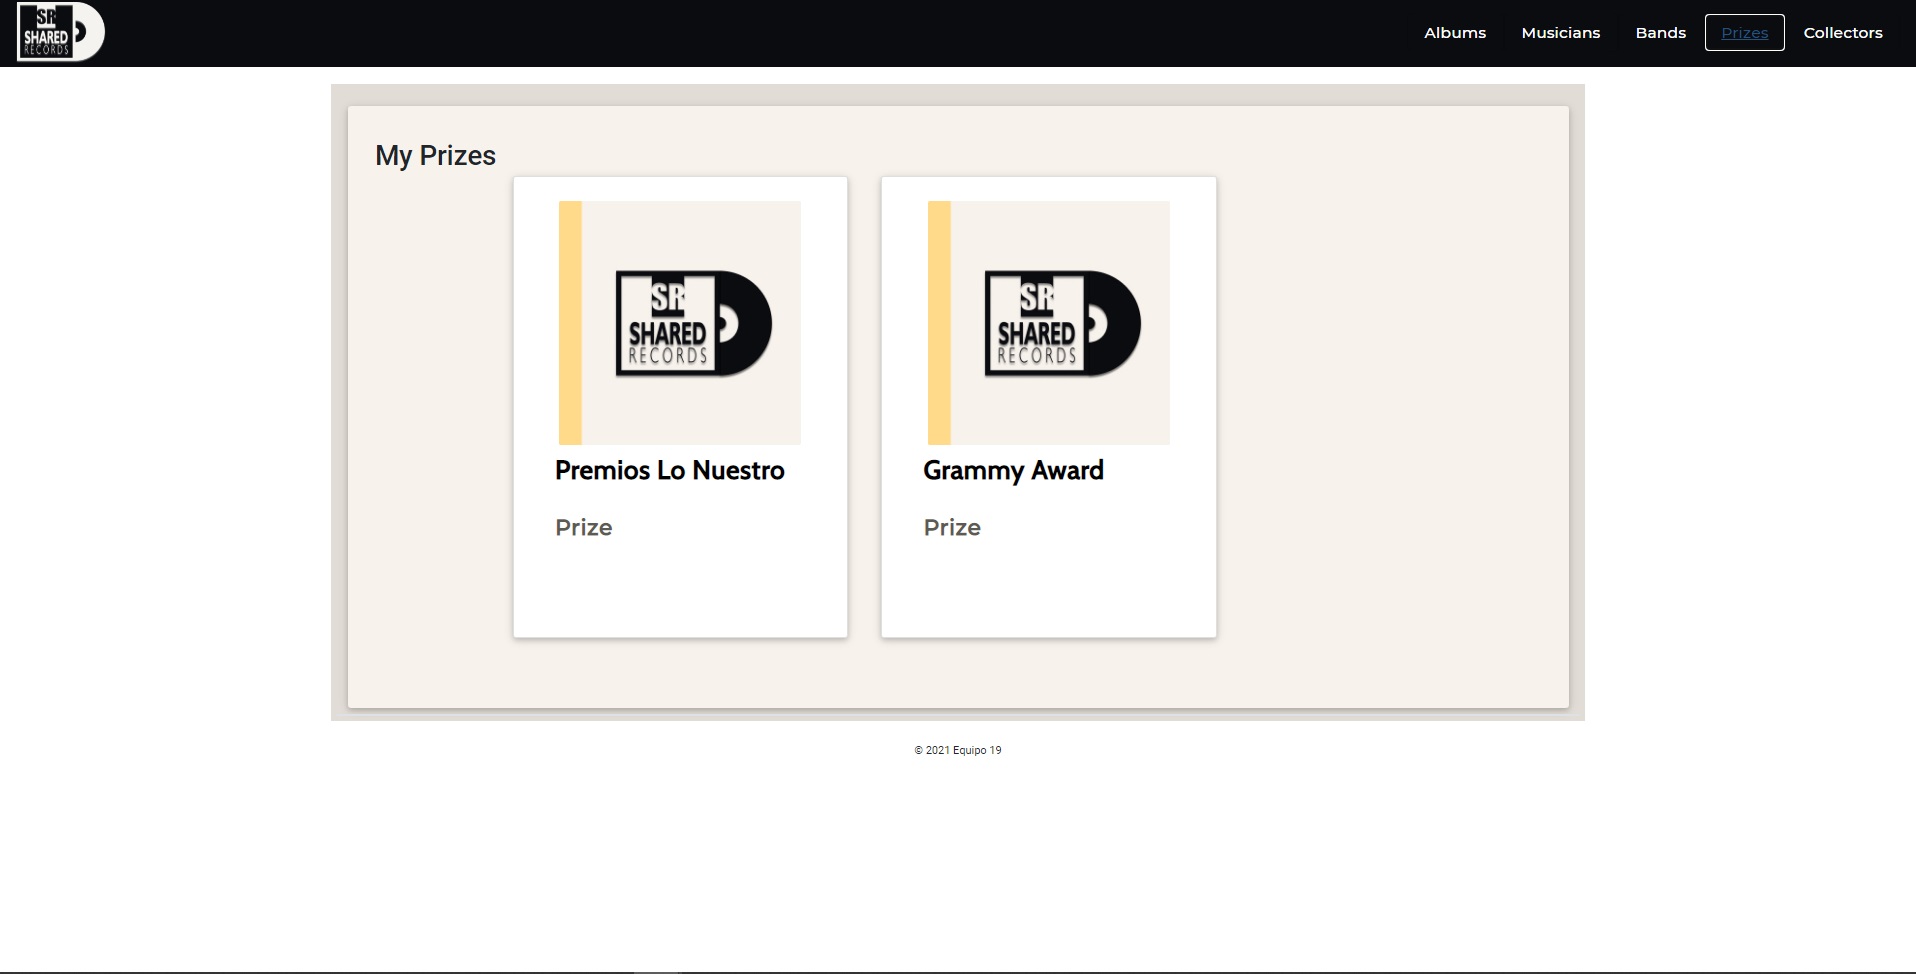 SR
SHARED
RECORDS
Albums Musicians Bands Prizes Collectors
My Prizes
SR
SHARED
RECORDS
Premios Lo Nuestro
Prize
SR
SHARED
RECORDS
Grammy Award
Prize
© 2021 Equipo 19